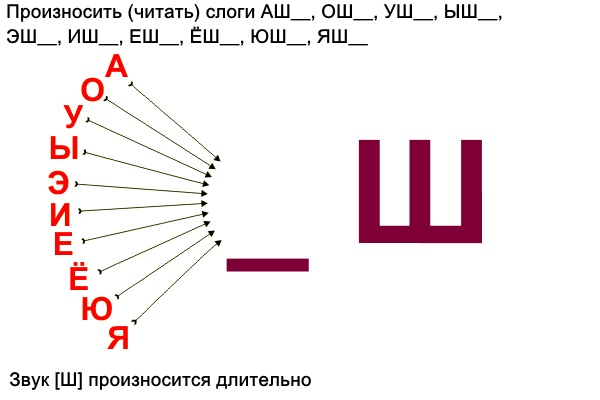 Произносить (читать) слоги АШ__, ОШ__, УШ__, ЫШ__,
ЭШ__, ИШ__, ЕШ__, ЁШ__, ЮШ__, ЯШ__
А
О
У
Ы
Э
И
Е
Ё
Ю
Я
_ Ш
Звук [Ш] произносится длительно